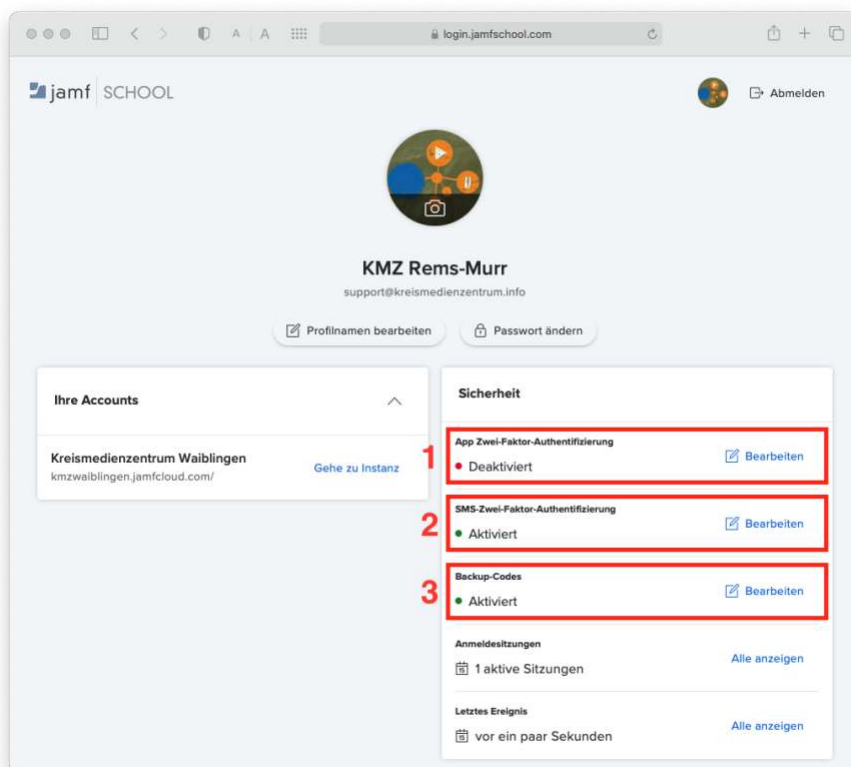 A A
login.jamfschool.com
jamf SCHOOL
Abmelden
KMZ Rems-Murr
support@kreismedienzentrum.info
Profilnamen bearbeiten
Passwort ändern
Ihre Accounts
Kreismedienzentrum Waiblingen
kmzwaiblingen.jamfcloud.com/
Gehe zu Instanz
Sicherheit
1
App Zwei-Faktor-Authentifizierung
Deaktiviert
Bearbeiten
2
SMS-Zwei-Faktor-Authentifizierung
Aktiviert
Bearbeiten
3
Backup-Codes
Aktiviert
Bearbeiten
Anmeldesitzungen
1 aktive Sitzungen
Alle anzeigen
Letztes Ereignis
vor ein paar Sekunden
Alle anzeigen